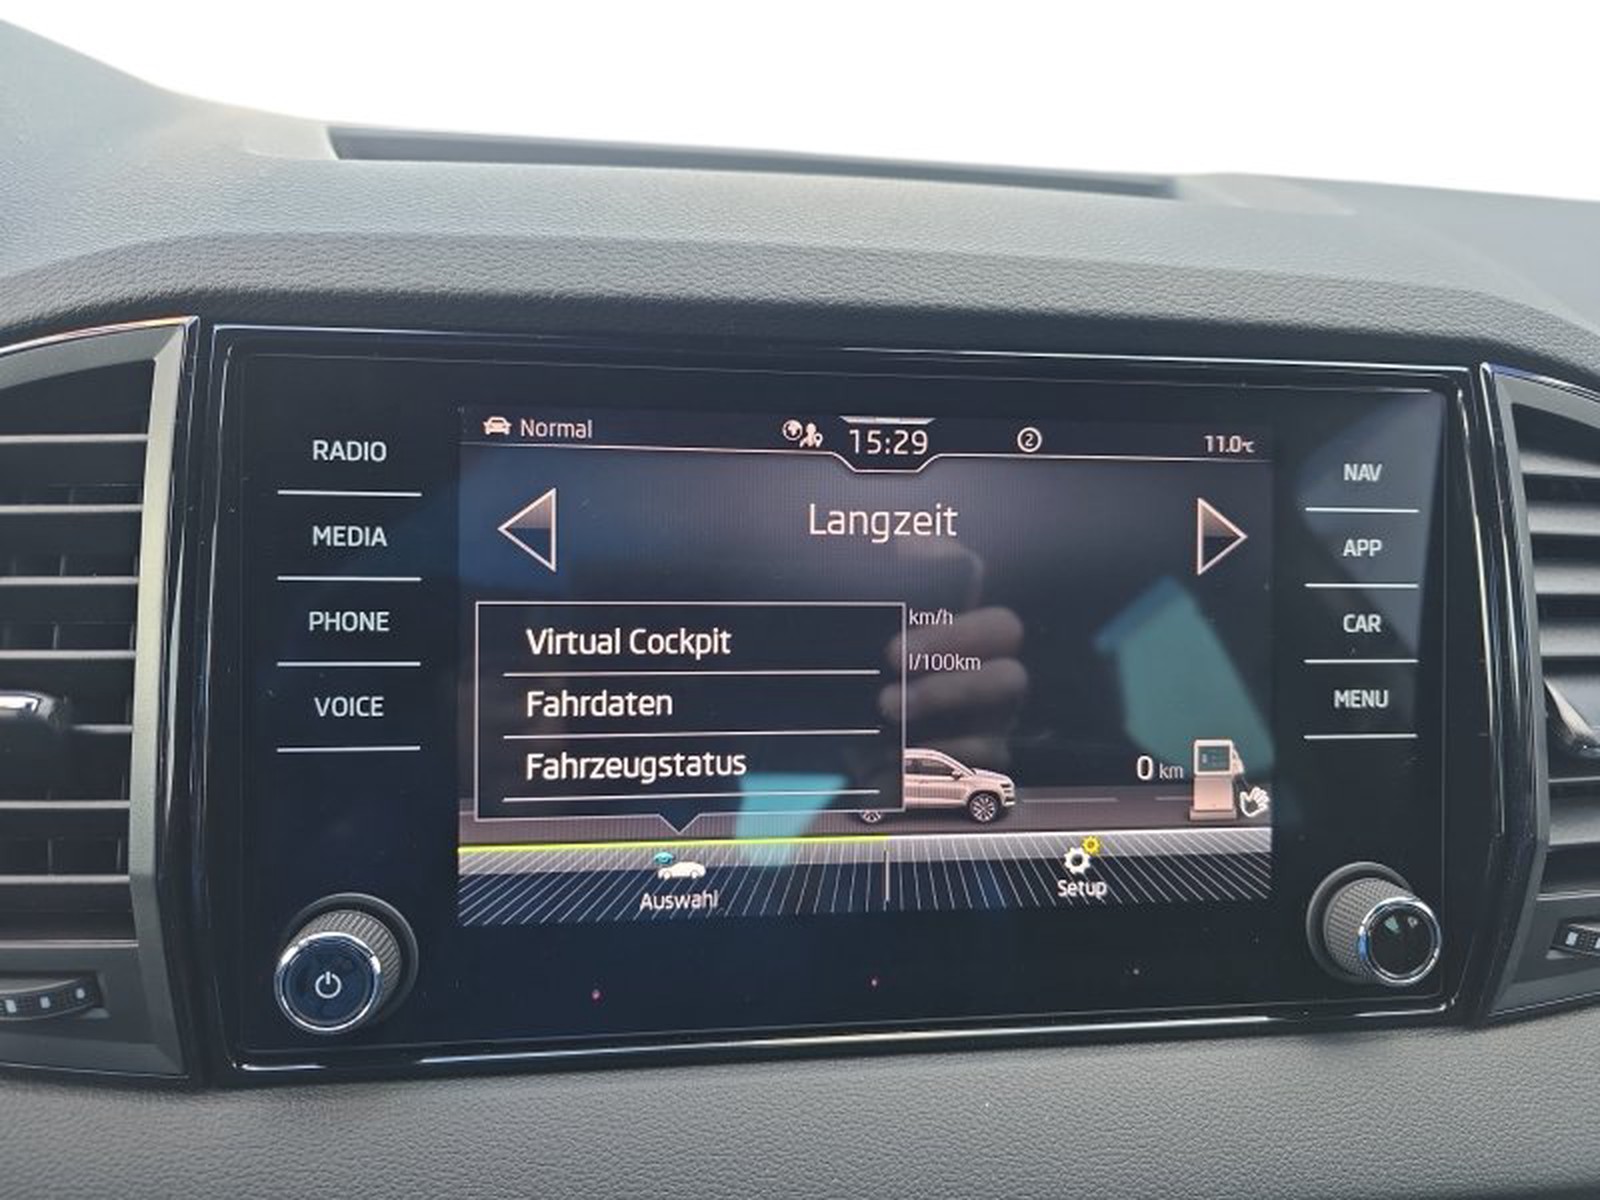 RADIO
MEDIA
PHONE
VOICE
Normal
15:29
2
11.0°C
Langzeit
km/h
l/100km
Virtual Cockpit
Fahrdaten
Fahrzeugstatus
0 km
Auswahl
Setup
NAV
APP
CAR
MENU